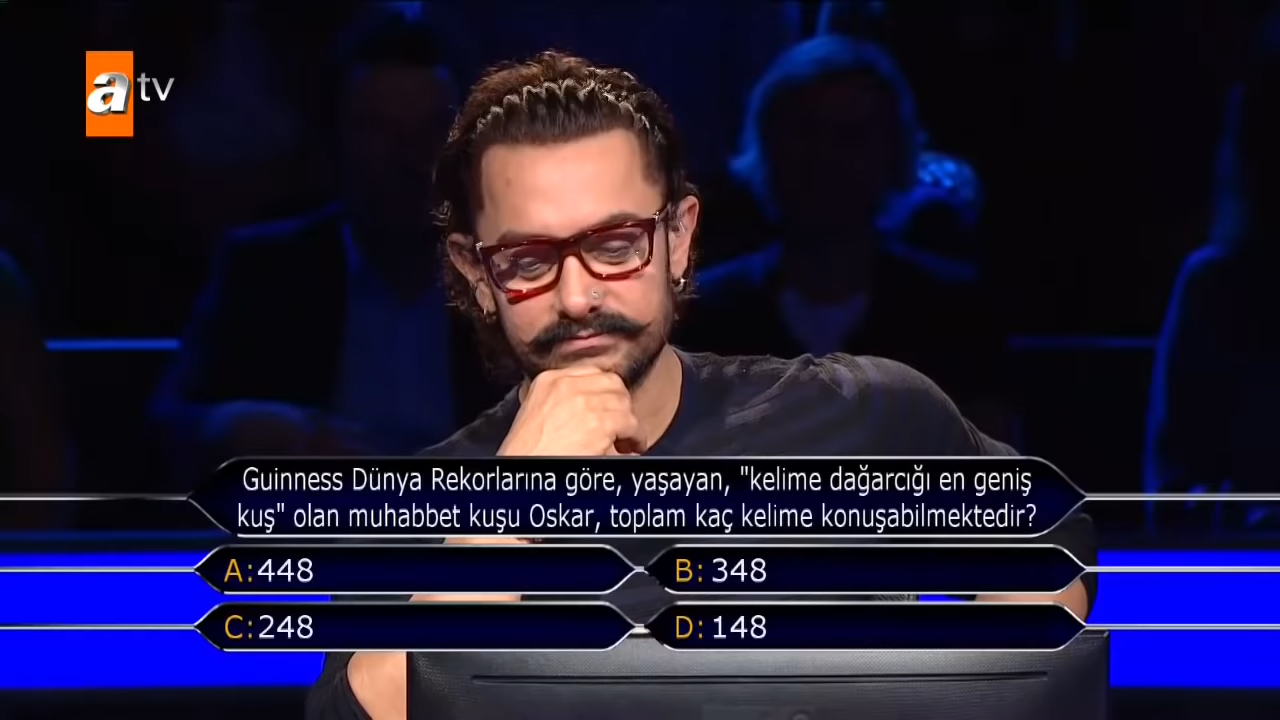 atv
Guinness Dünya Rekorlarına göre, yaşayan, "kelime dağarcığı en geniş
kuş" olan muhabbet kuşu Oskar, toplam kaç kelime konuşabilmektedir?
A: 448
B: 348
C: 248
D: 148